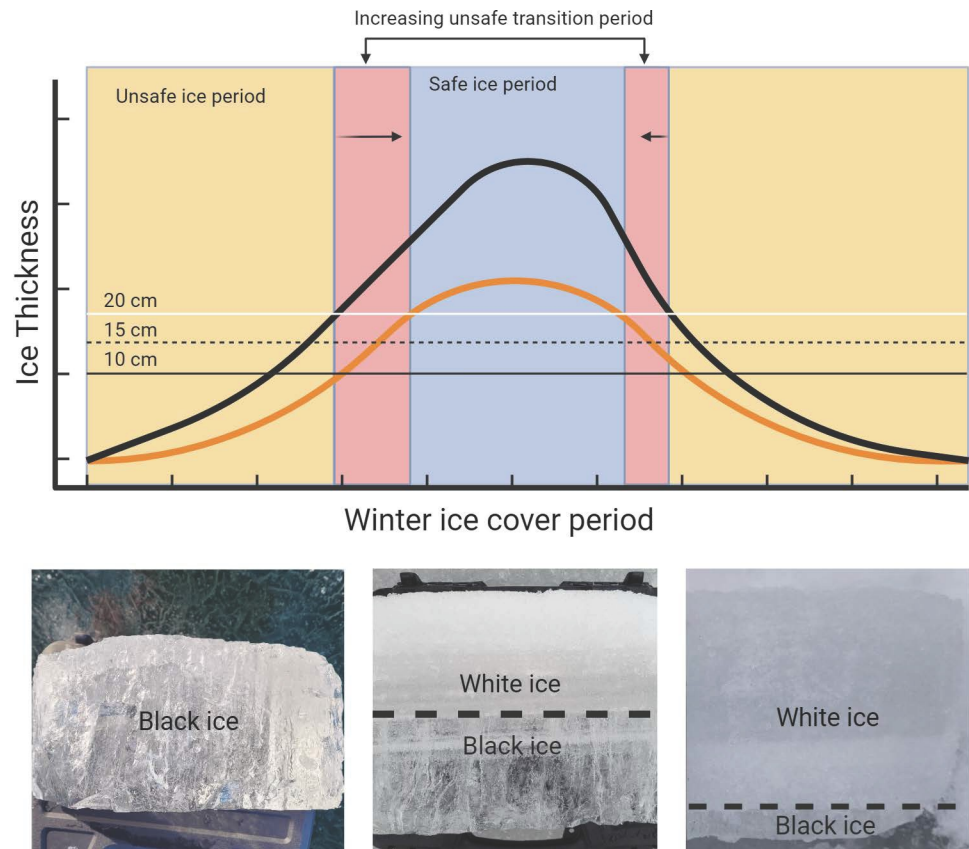 Increasing unsafe transition period
Unsafe ice period
Safe ice period
Ice Thickness
20 cm
15 cm
10 cm
Winter ice cover period
Black ice
White ice
Black ice
White ice
Black ice